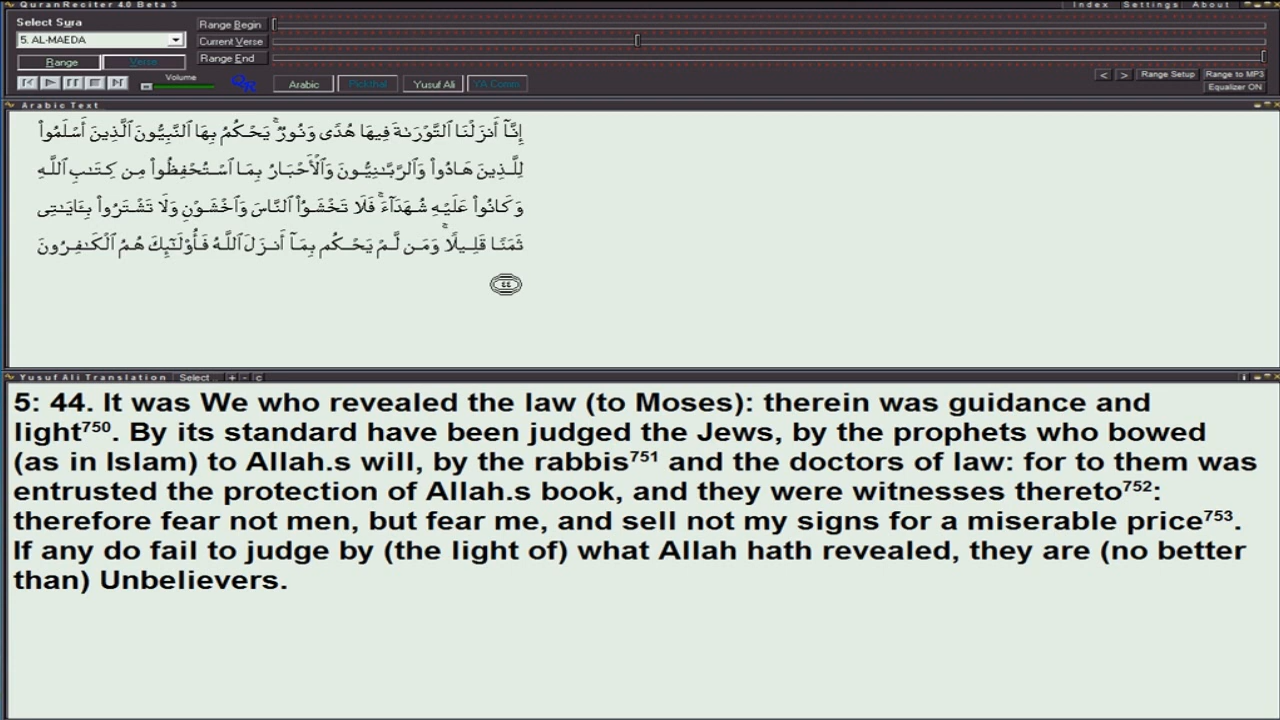 QuranReciter 4.0 Beta 3
Index Settings About
Select Sura
5. AL-MAEDA
Range Verse
Volume
Range Begin
Current Verse
Range End
QR
Arabic Pickthal Yusuf Ali YA Comm
< > Range Setup Range to MP3
Equalizer ON
Arabic Text
إِنَّآ أَنزَلْنَا ٱلتَّوْرَىٰةَ فِيهَا هُدًى وَنُورٌ ۚ يَحْكُمُ بِهَا ٱلنَّبِيُّونَ ٱلَّذِينَ أَسْلَمُوا۟
لِلَّذِينَ هَادُوا۟ وَٱلرَّبَّـٰنِيُّونَ وَٱلْأَحْبَارُ بِمَا ٱسْتُحْفِظُوا۟ مِن كِتَـٰبِ ٱللَّهِ
وَكَانُوا۟ عَلَيْهِ شُهَدَآءَ ۚ فَلَا تَخْشَوُا۟ ٱلنَّاسَ وَٱخْشَوْنِ وَلَا تَشْتَرُوا۟ بِـَٔايَـٰتِى
ثَمَنًا قَلِيلًا ۚ وَمَن لَّمْ يَحْكُم بِمَآ أَنزَلَ ٱللَّهُ فَأُو۟لَـٰٓئِكَ هُمُ ٱلْكَـٰفِرُونَ
٤٤
Yusuf Ali Translation Select + - c
5: 44. It was We who revealed the law (to Moses): therein was guidance and
light750. By its standard have been judged the Jews, by the prophets who bowed
(as in Islam) to Allah.s will, by the rabbis751 and the doctors of law: for to them was
entrusted the protection of Allah.s book, and they were witnesses thereto752:
therefore fear not men, but fear me, and sell not my signs for a miserable price753.
If any do fail to judge by (the light of) what Allah hath revealed, they are (no better
than) Unbelievers.